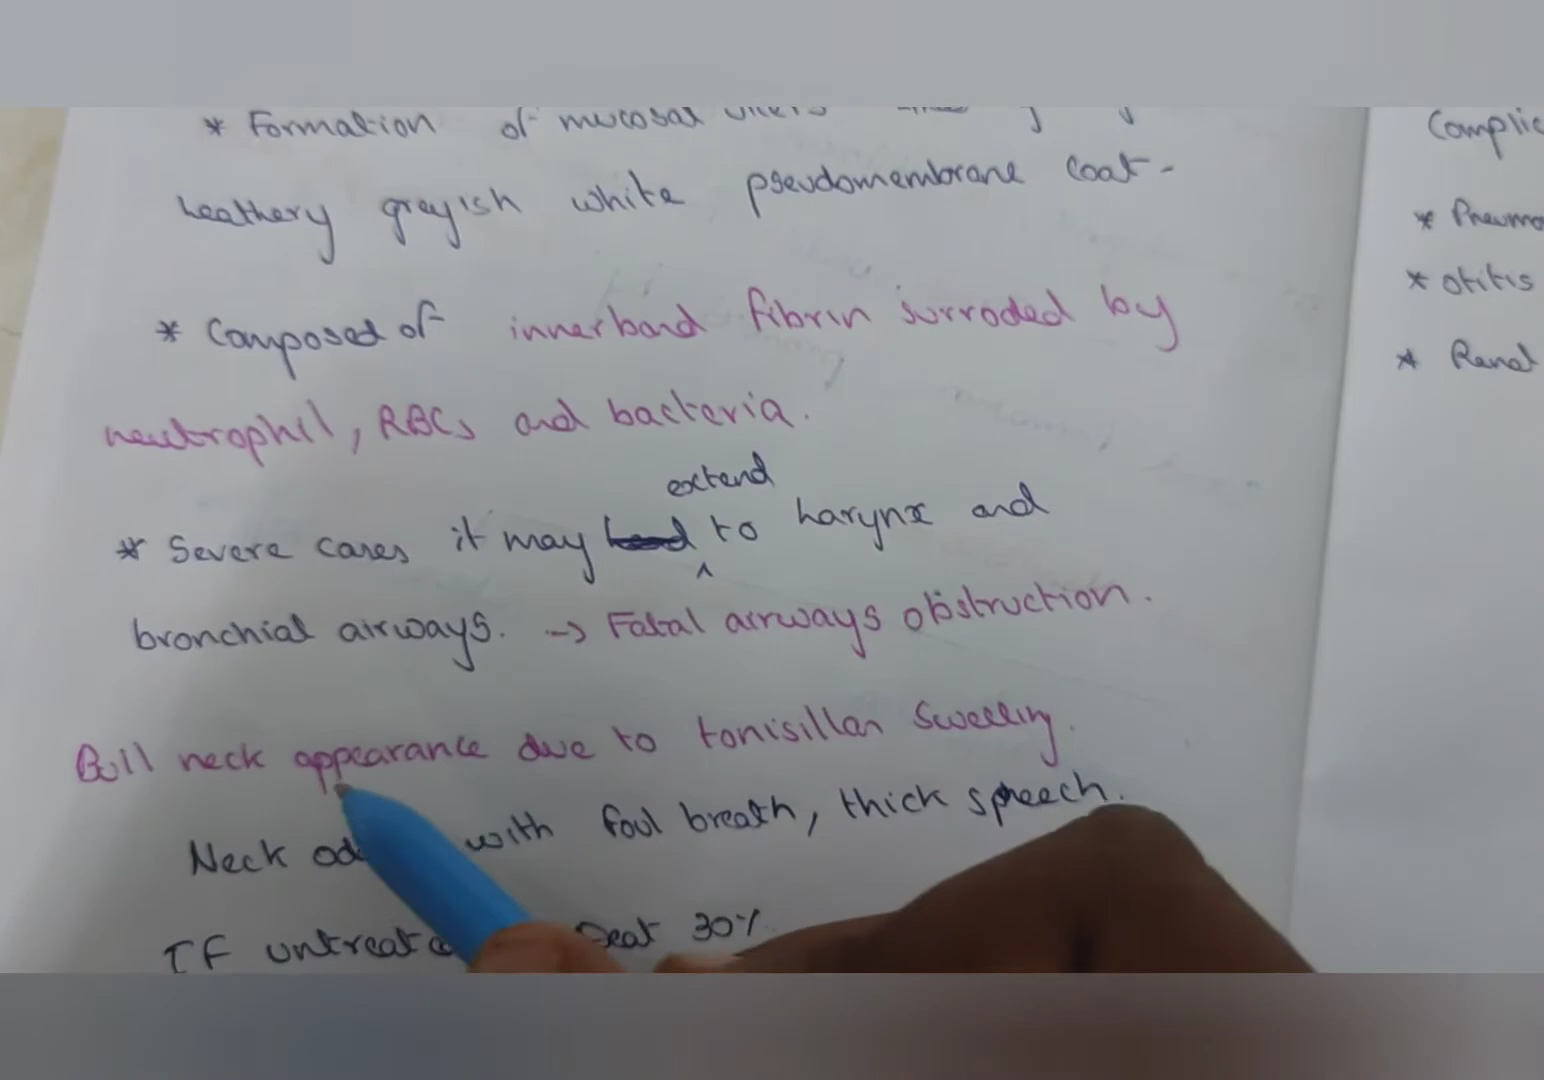 * Formation of mucosal
leathery greyish white pseudomembrane coat-
* Composed of innerband fibrin surroded by
neutrophil, RBCs and bacteria.
extend
* Severe cases it may to larynx and
bronchial airways. -> Fatal airways obstruction.
Bull neck appearance due to tonisillar swelling.
Neck with foul breath, thick speech.
IF 30%
Complic
* Pneumo
* otitis
* Renal